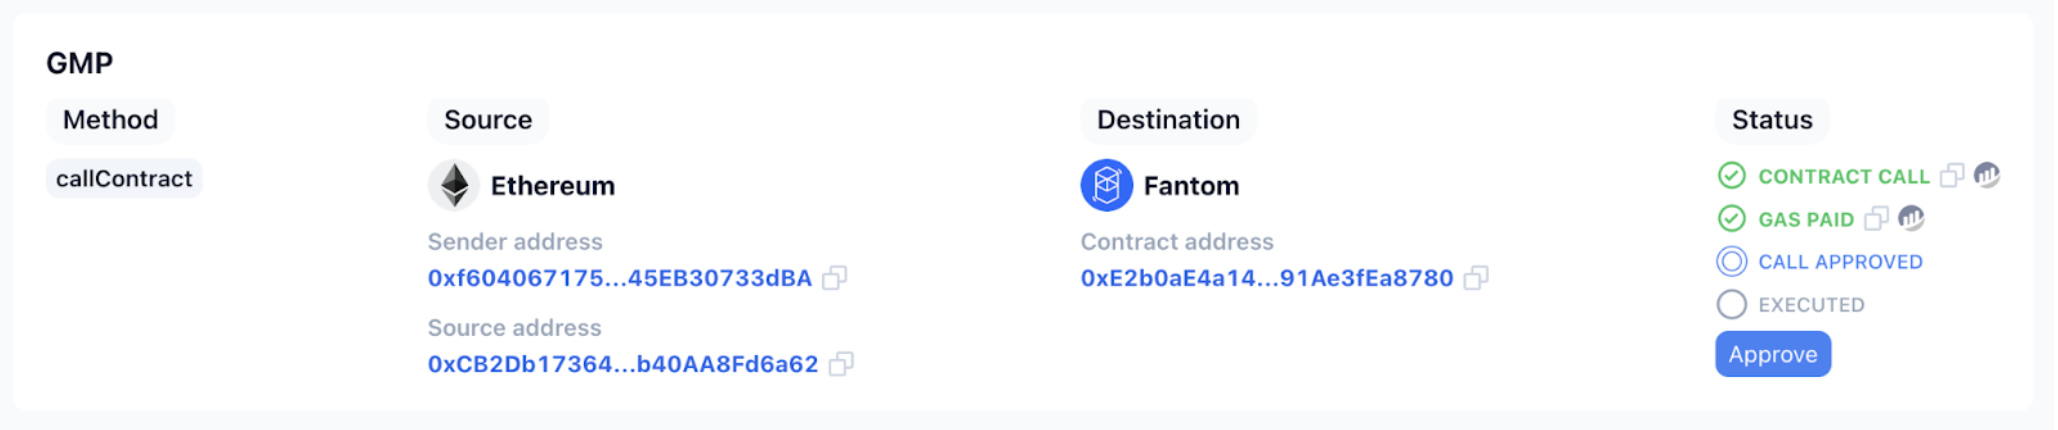 GMP
Method
callContract
Source
Ethereum
Sender address
0xf604067175...45EB30733dBA
Source address
0xCB2Db17364...b40AA8Fd6a62
Destination
Fantom
Contract address
0xE2b0aE4a14...91Ae3fEa8780
Status
CONTRACT CALL
GAS PAID
CALL APPROVED
EXECUTED
Approve